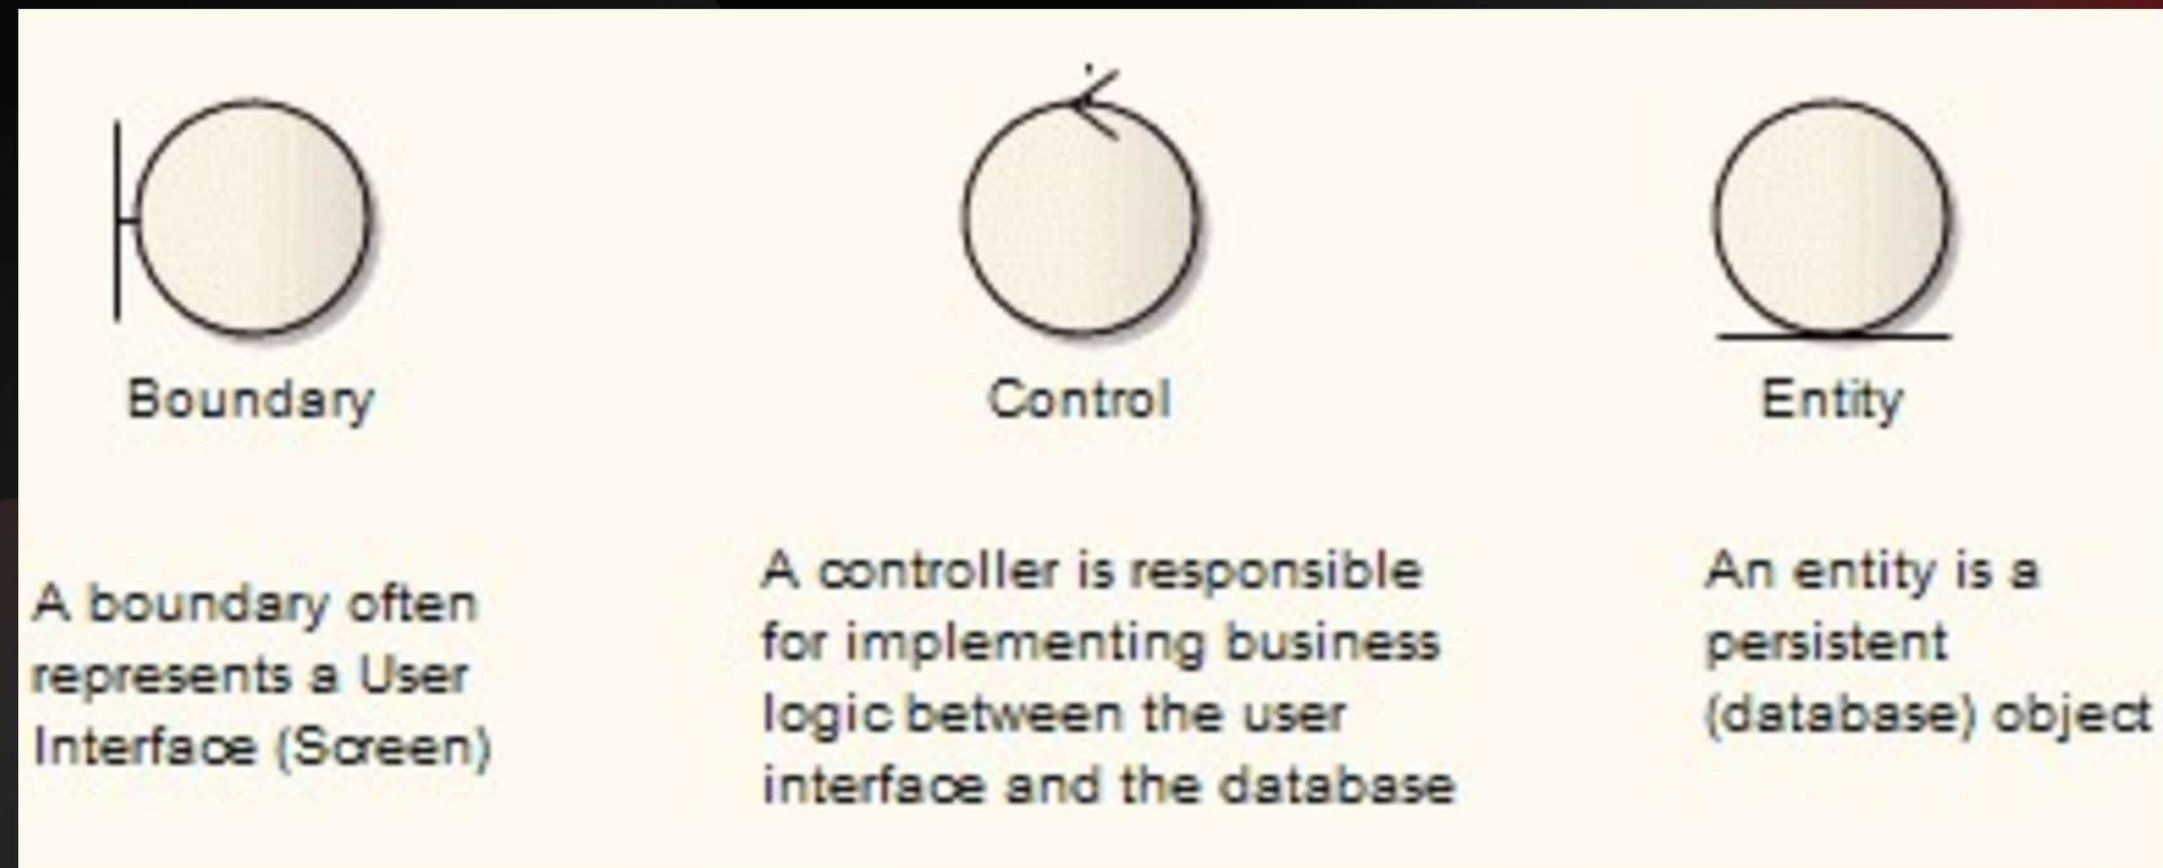 Boundary
Control
Entity
A boundary often
represents a User
Interface (Screen)
A controller is responsible
for implementing business
logic between the user
interface and the database
An entity is a
persistent
(database) object